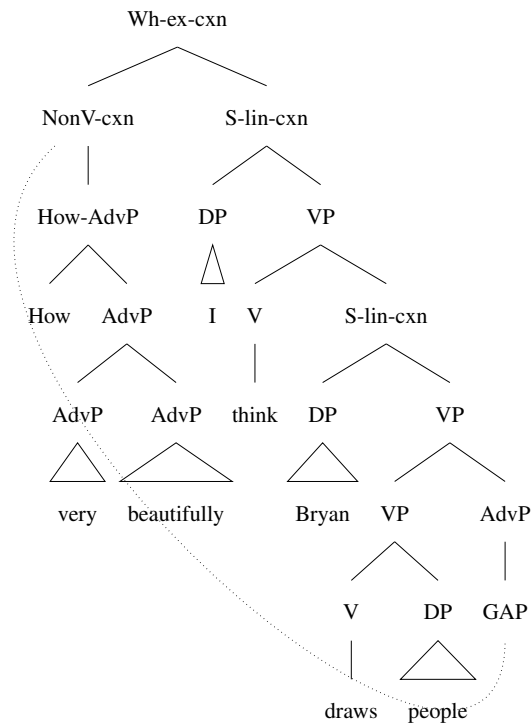 Wh-ex-cxn
NonV-cxn S-lin-cxn
How-AdvP DP VP
How AdvP I V S-lin-cxn
AdvP AdvP think DP VP
very beautifully Bryan VP AdvP
V DP GAP
draws people